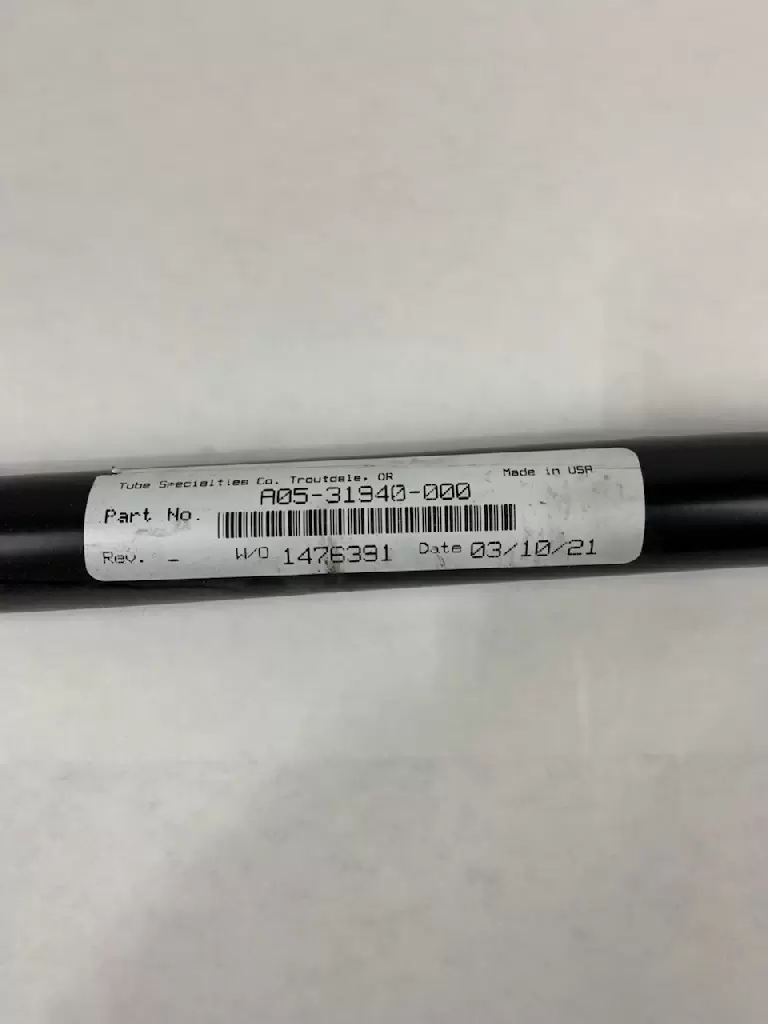 Tube Specialties Co. Troutdale, OR Made in USA
A05-31940-000
Part No.
Rev. - W/O 1476391 Date 03/10/21